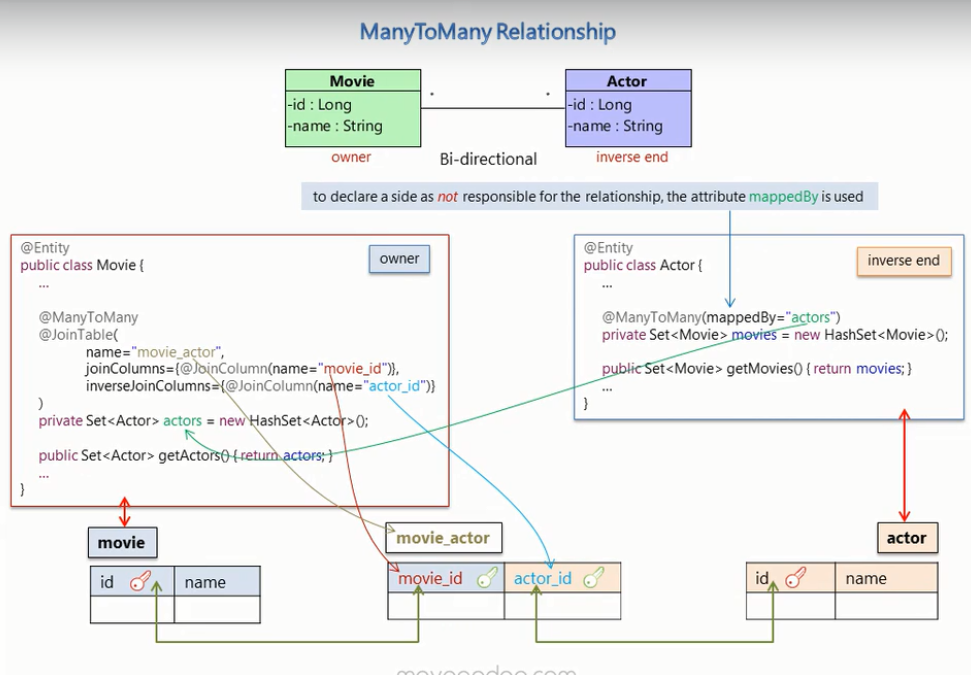 ManyToMany Relationship
Movie
-id : Long
-name : String
owner
Bi-directional
Actor
-id : Long
-name : String
inverse end
to declare a side as not responsible for the relationship, the attribute mappedBy is used
@Entity
public class Movie {
...
@ManyToMany
@JoinTable(
name="movie_actor",
joinColumns={@JoinColumn(name="movie_id")},
inverseJoinColumns={@JoinColumn(name="actor_id")}
)
private Set<Actor> actors = new HashSet<Actor>();
public Set<Actor> getActors() { return actors; }
...
}
owner
@Entity
public class Actor {
...
@ManyToMany(mappedBy="actors")
private Set<Movie> movies = new HashSet<Movie>();
public Set<Movie> getMovies() { return movies; }
...
}
inverse end
movie
id name
movie_actor
movie_id actor_id
actor
id name